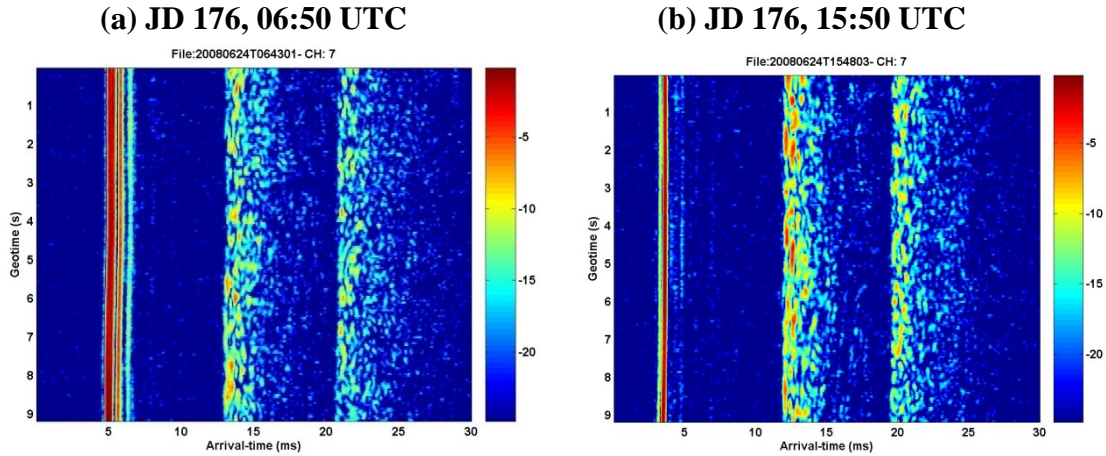 (a) JD 176, 06:50 UTC
File:20080624T064301- CH: 7
Geotime (s)
1
2
3
4
5
6
7
8
9
5 10 15 20 25 30
Arrival-time (ms)
-5
-10
-15
-20
(b) JD 176, 15:50 UTC
File:20080624T154803- CH: 7
Geotime (s)
1
2
3
4
5
6
7
8
9
5 10 15 20 25 30
Arrival-time (ms)
-5
-10
-15
-20